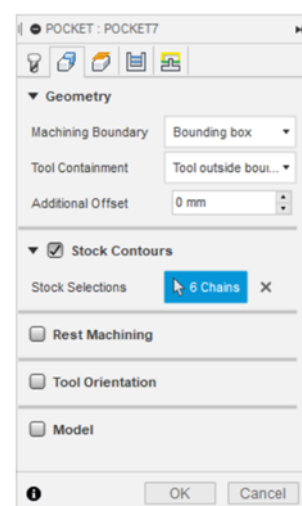 POCKET : POCKET7
Geometry
Machining Boundary Bounding box
Tool Containment Tool outside boun...
Additional Offset 0 mm
Stock Contours
Stock Selections 6 Chains
Rest Machining
Tool Orientation
Model
OK Cancel